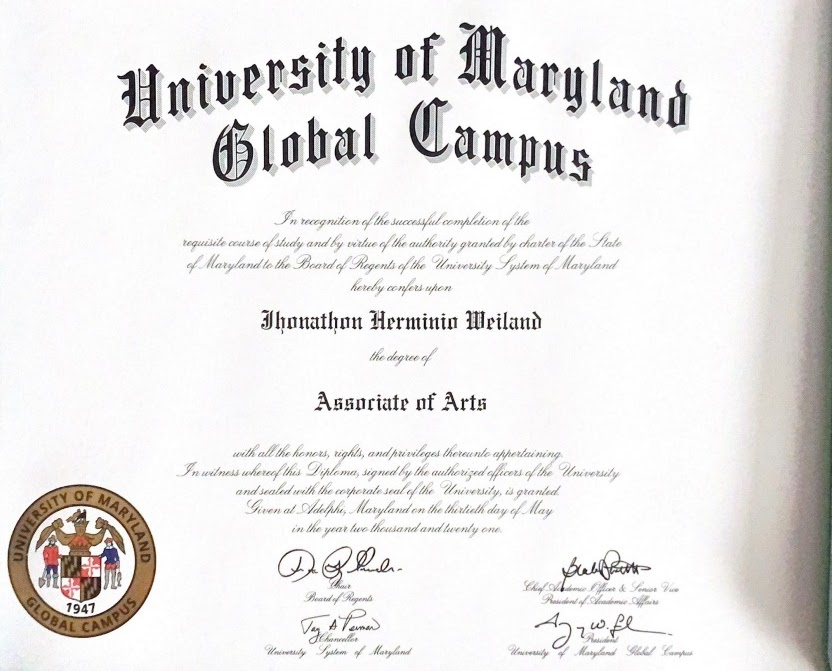 University of Maryland
Global Campus
In recognition of the successful completion of the
requisite course of study and by virtue of the authority granted by charter of the State
of Maryland to the Board of Regents of the University System of Maryland
hereby confers upon
Jhonathon Herminio Weiland
the degree of
Associate of Arts
with all the honors, rights, and privileges thereunto appertaining.
In witness whereof this Diploma, signed by the authorized officers of the University
and sealed with the corporate seal of the University, is granted.
Given at Adelphi, Maryland on the thirtieth day of May
in the year two thousand and twenty one.
UNIVERSITY OF MARYLAND
GLOBAL CAMPUS
1947
Chair
Board of Regents
Chief Academic Officer & Senior Vice
President of Academic Affairs
Chancellor
University System of Maryland
President
University of Maryland Global Campus